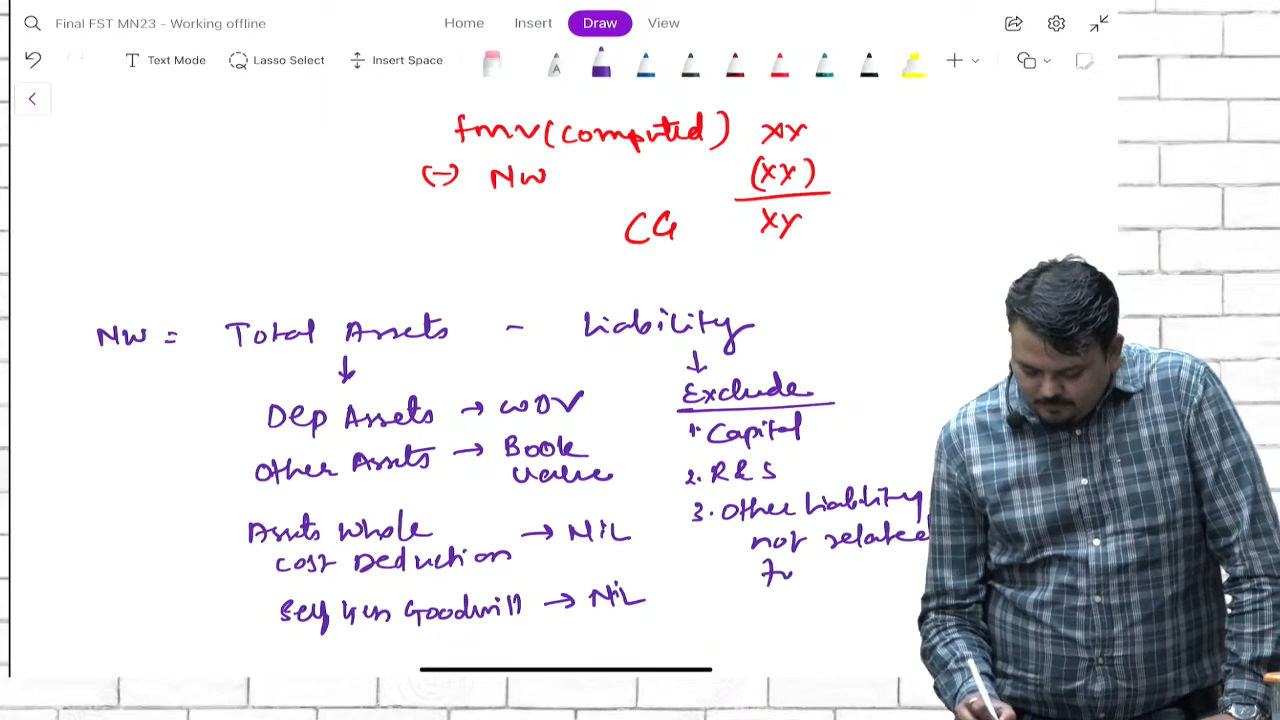 Final FST MN23 - Working offline
Home
Insert
Draw
View
Text Mode
Lasso Select
Insert Space
A
fmv (computed) xx
(-) NW (xx)
CG xy
NW = Total Assets - Liability
Dep Assets → WDV
Other Assets → Book Value
Assets Whole Cost Deduction → NIL
Self Gen Goodwill → NIL
Exclude
1. Capital
2. R & S
3. Other Liability
not related
to